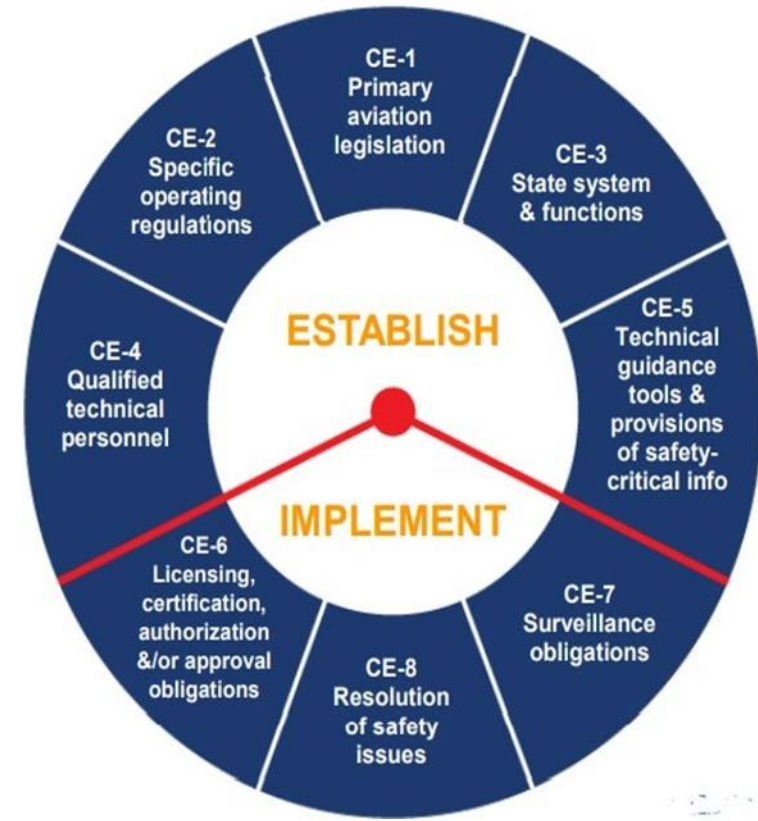 CE-1
Primary
aviation
legislation
CE-2
Specific
operating
regulations
CE-3
State system
& functions
CE-4
Qualified
technical
personnel
CE-5
Technical
guidance
tools &
provisions
of safety-
critical info
ESTABLISH
IMPLEMENT
CE-6
Licensing,
certification,
authorization
&/or approval
obligations
CE-7
Surveillance
obligations
CE-8
Resolution
of safety
issues